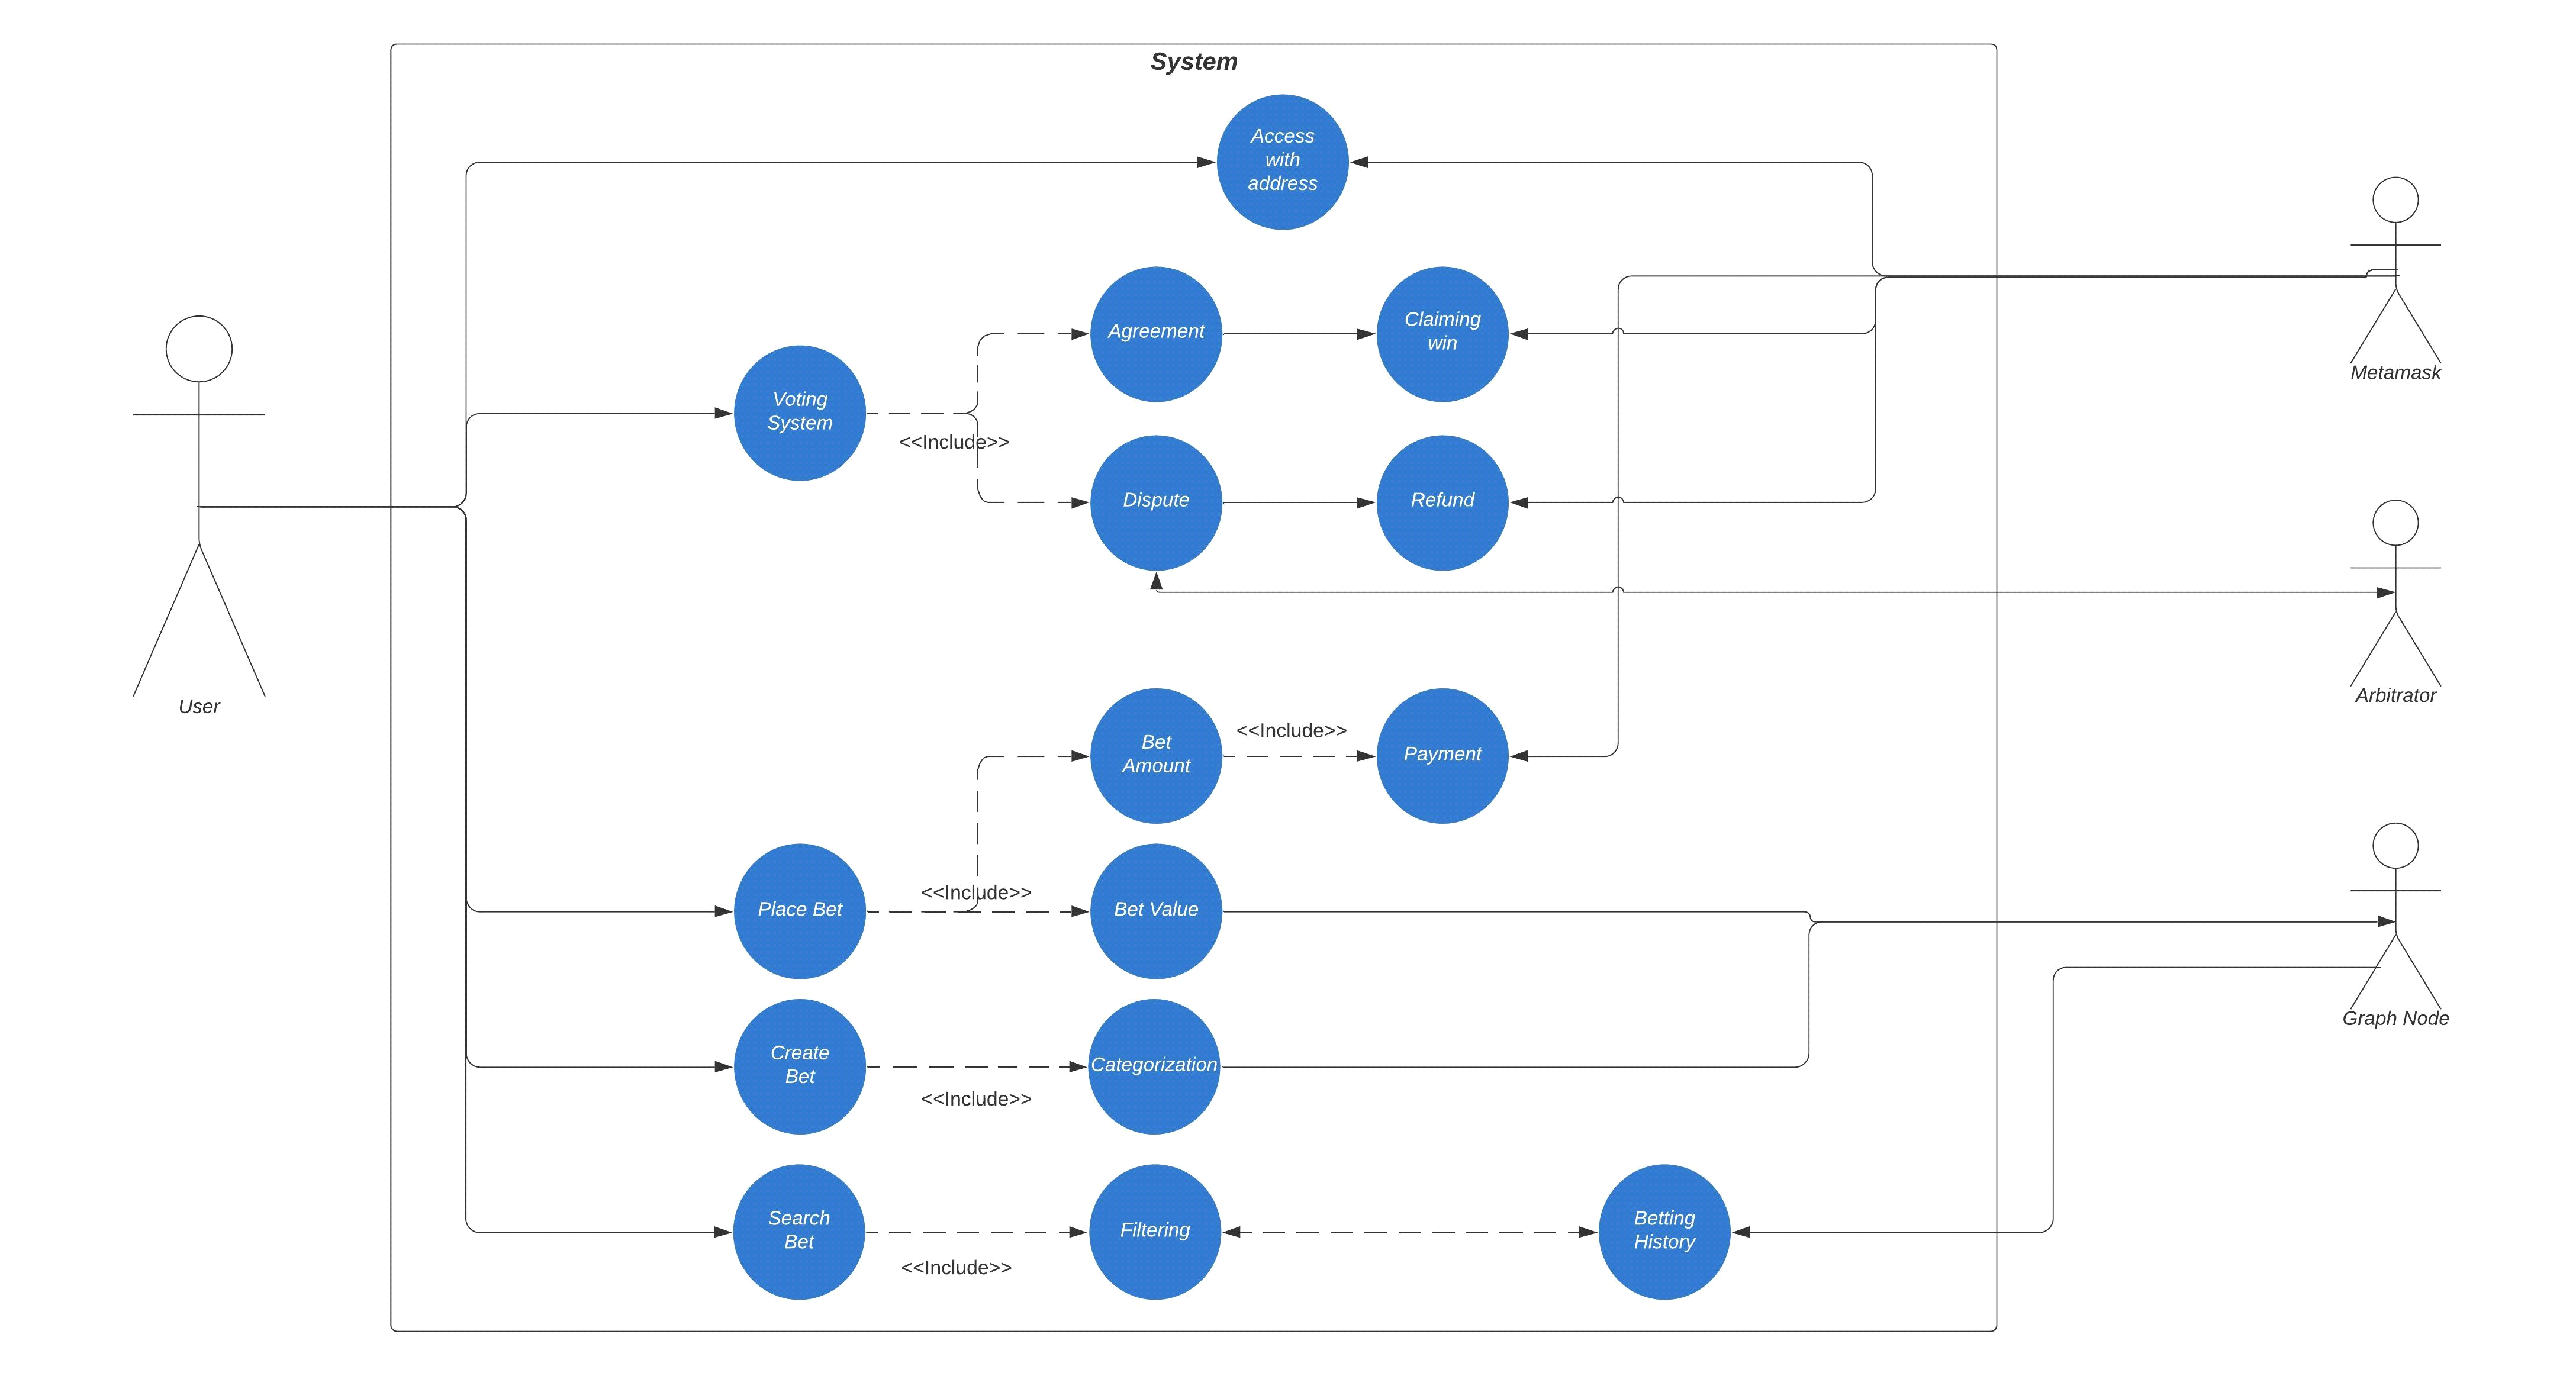 System
Access
with
address
Metamask
Agreement
Claiming
win
Voting
System
<<Include>>
Dispute
Refund
User
Arbitrator
Bet
Amount
<<Include>>
Payment
Place Bet
<<Include>>
Bet Value
Graph Node
Create
Bet
<<Include>>
Categorization
Search
Bet
<<Include>>
Filtering
Betting
History